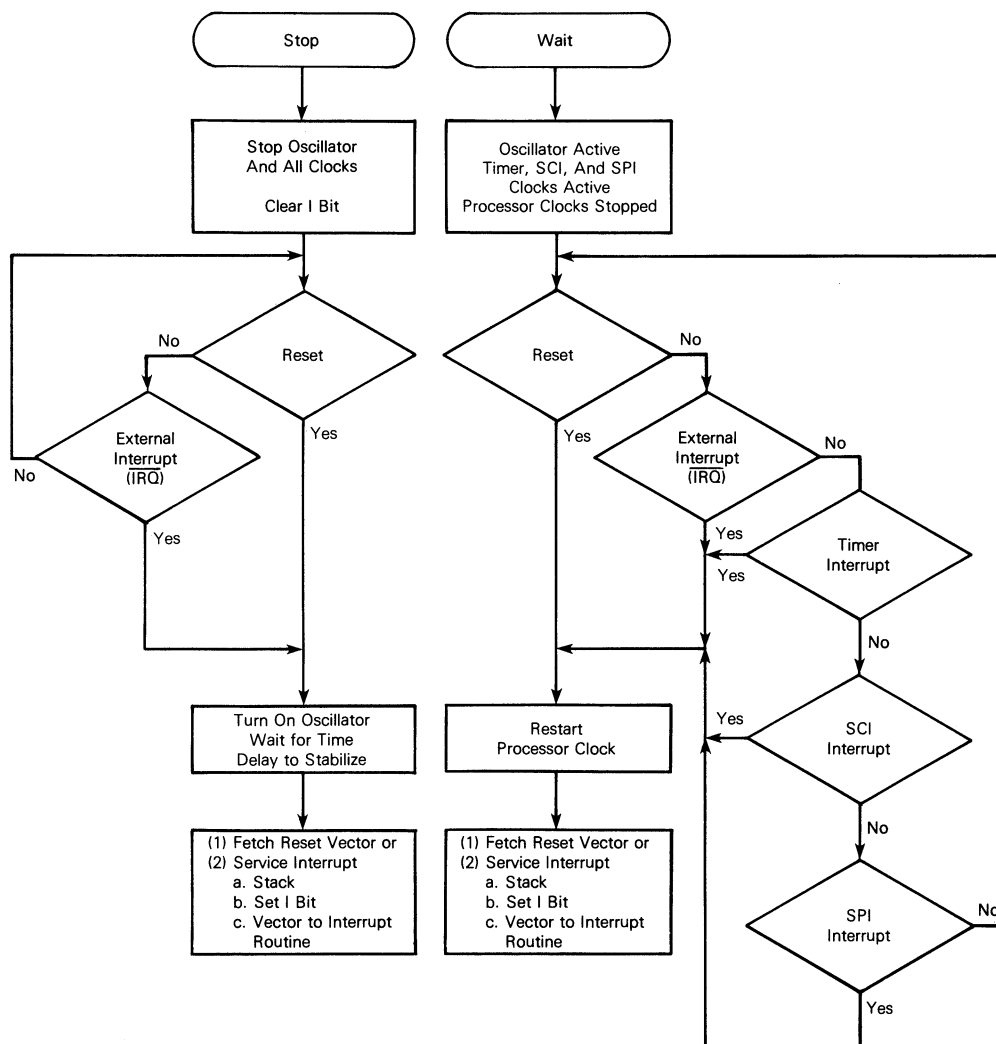 Stop
Stop Oscillator
And All Clocks
Clear I Bit
Reset
No
Yes
External
Interrupt
(IRQ)
No
Yes
Turn On Oscillator
Wait for Time
Delay to Stabilize
(1) Fetch Reset Vector or
(2) Service Interrupt
a. Stack
b. Set I Bit
c. Vector to Interrupt
Routine
Wait
Oscillator Active
Timer, SCI, And SPI
Clocks Active
Processor Clocks Stopped
Reset
No
Yes
External
Interrupt
(IRQ)
No
Yes
Timer
Interrupt
Yes
No
SCI
Interrupt
Yes
No
SPI
Interrupt
No
Yes
Restart
Processor Clock
(1) Fetch Reset Vector or
(2) Service Interrupt
a. Stack
b. Set I Bit
c. Vector to Interrupt
Routine